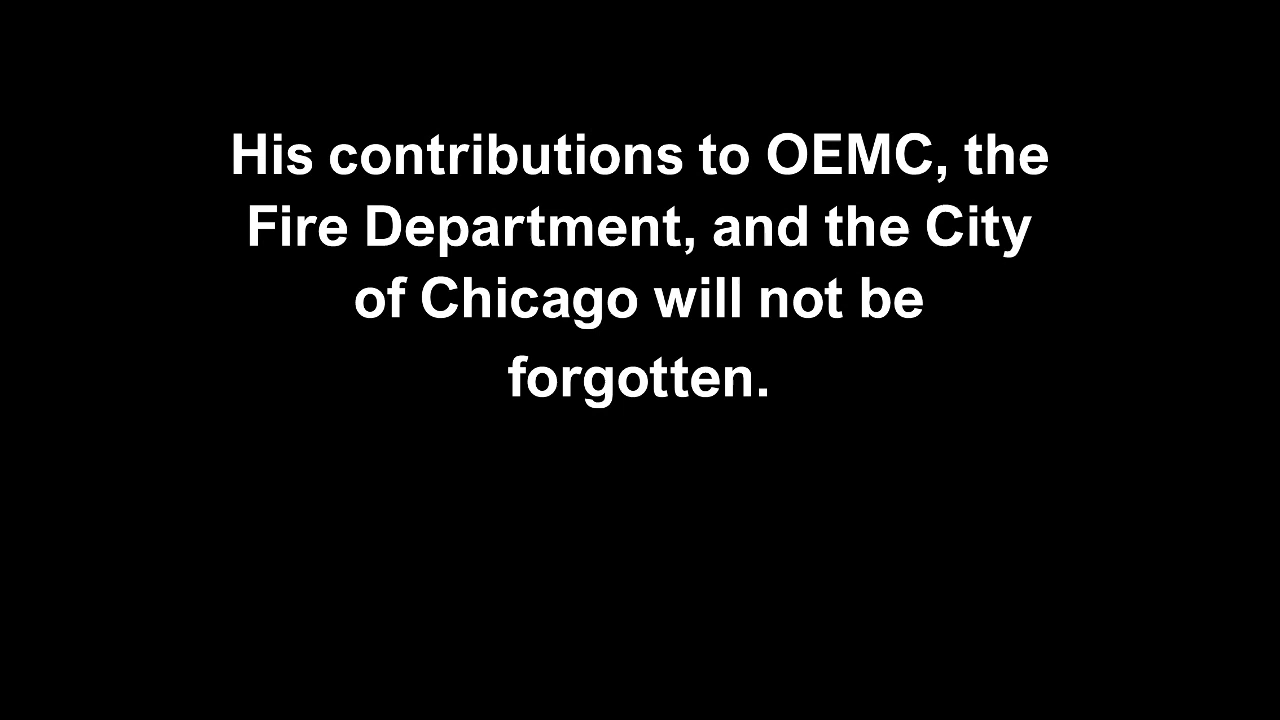 His contributions to OEMC, the
Fire Department, and the City
of Chicago will not be
forgotten.